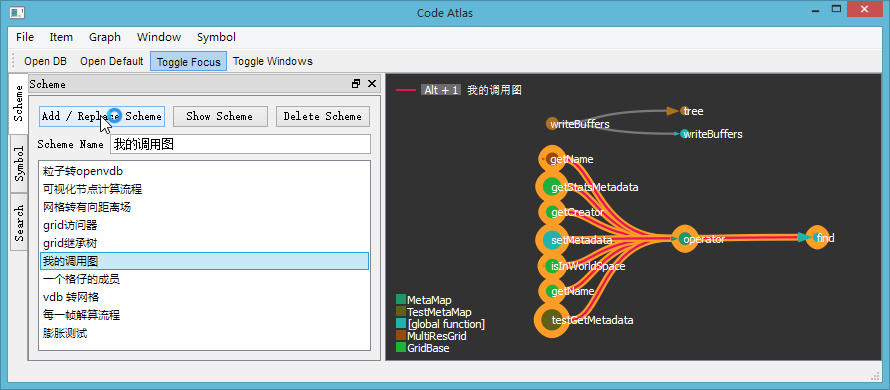 Code Atlas
File Item Graph Window Symbol
Open DB Open Default Toggle Focus Toggle Windows
Scheme
Scheme
Symbol
Search
Add / Replace Scheme Show Scheme Delete Scheme
Scheme Name 我的调用图
粒子转openvdb
可视化节点计算流程
网格转有向距离场
grid访问器
grid继承树
我的调用图
一个格仔的成员
vdb 转网格
每一帧解算流程
膨胀测试
Alt + 1 我的调用图
writeBuffers
tree
writeBuffers
getName
getStatsMetadata
getCreator
setMetadata
isInWorldSpace
getName
testGetMetadata
operator
find
MetaMap
TestMetaMap
[global function]
MultiResGrid
GridBase